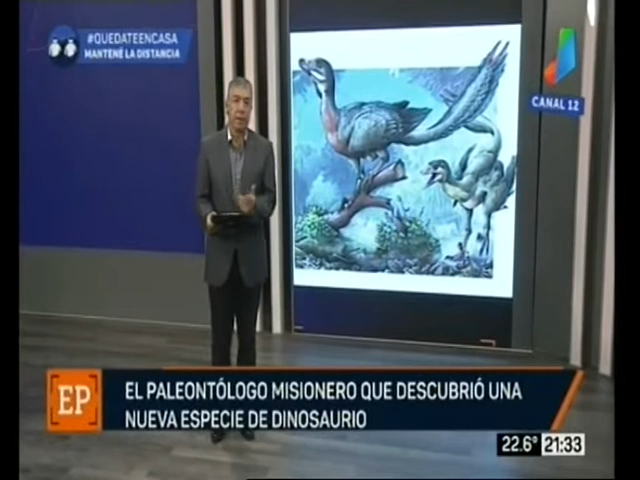 #QUEDATEENCASA
MANTENÉ LA DISTANCIA
CANAL 12
EP
EL PALEONTÓLOGO MISIONERO QUE DESCUBRIÓ UNA
NUEVA ESPECIE DE DINOSAURIO
22.6° 21:33